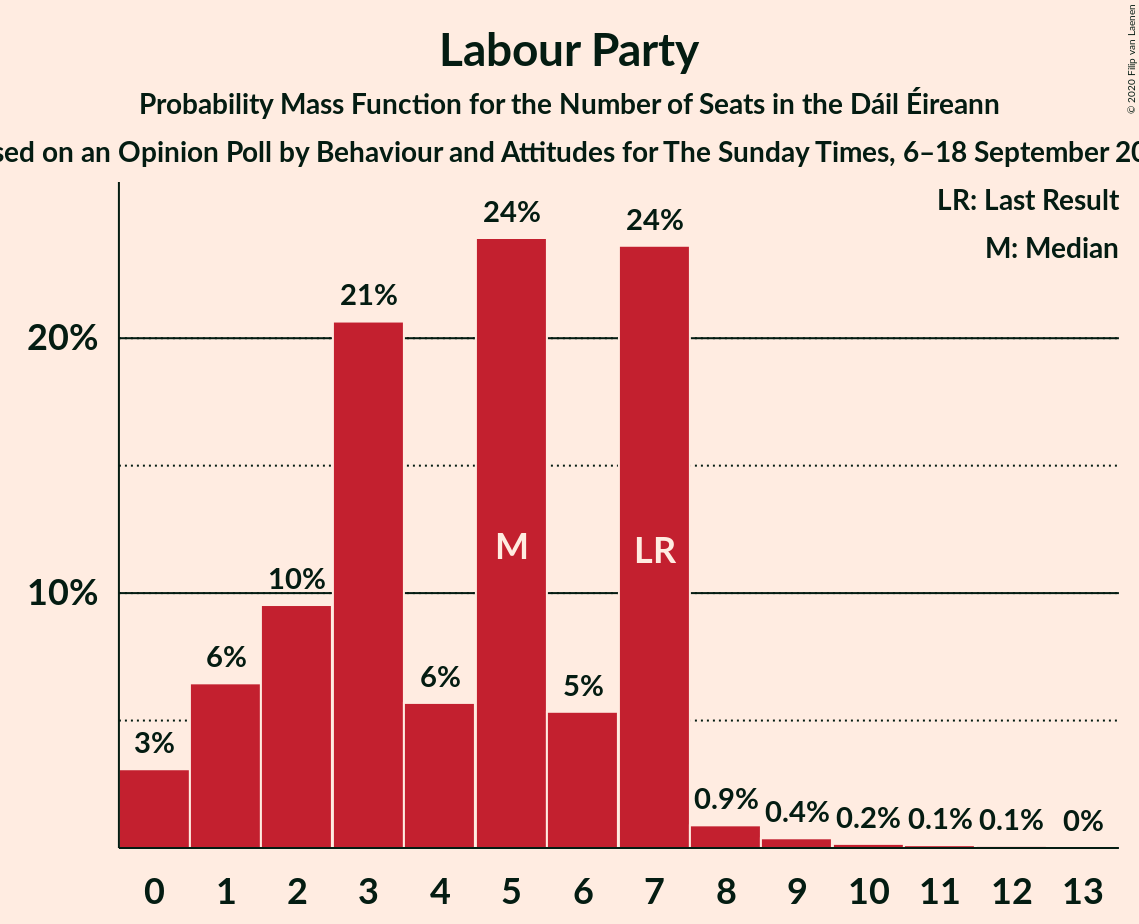 Labour Party
Probability Mass Function for the Number of Seats in the Dáil Éireann
on an Opinion Poll by Behaviour and Attitudes for The Sunday Times, 6–18 September
© 2020 Filip van Laenen
LR: Last Result
M: Median
24%
24%
21%
20%
M
LR
10%
10%
6%
6%
5%
3%
0.9%
0.4%
0.2%
0.1%
0.1%
0%
0 1 2 3 4 5 6 7 8 9 10 11 12 13